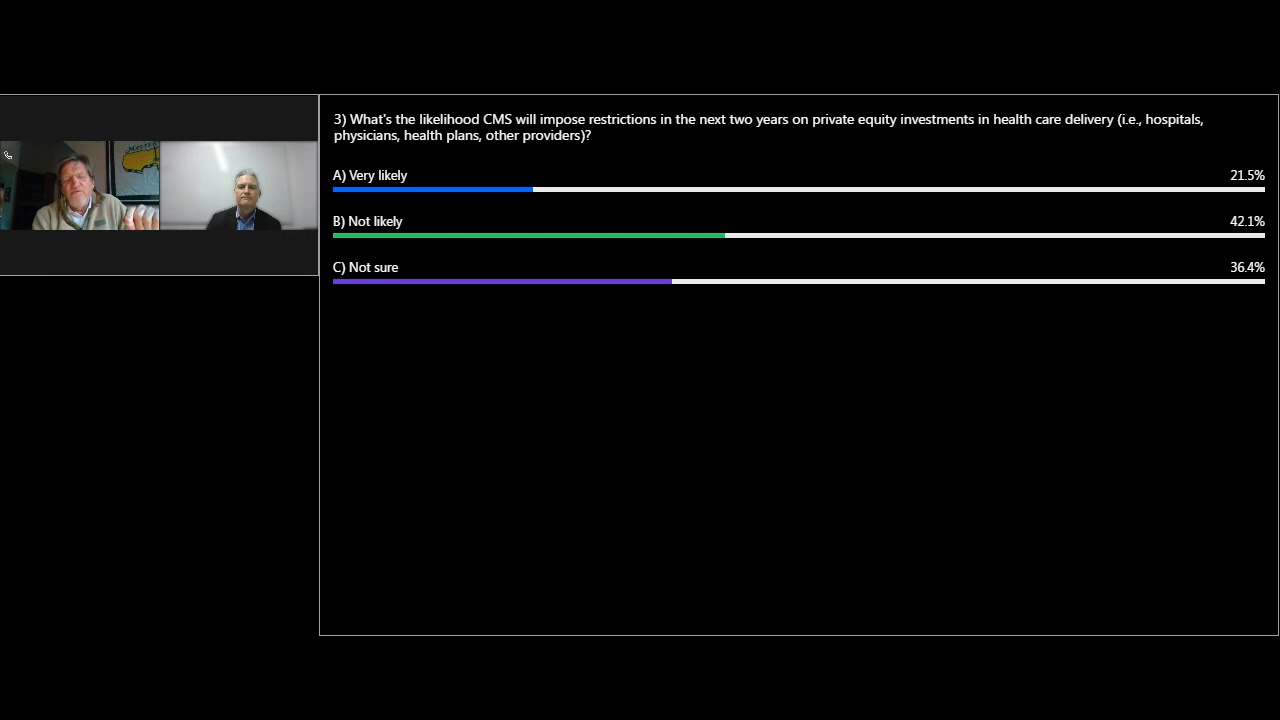 3) What's the likelihood CMS will impose restrictions in the next two years on private equity investments in health care delivery (i.e., hospitals,
physicians, health plans, other providers)?
A) Very likely 21.5%
B) Not likely 42.1%
C) Not sure 36.4%